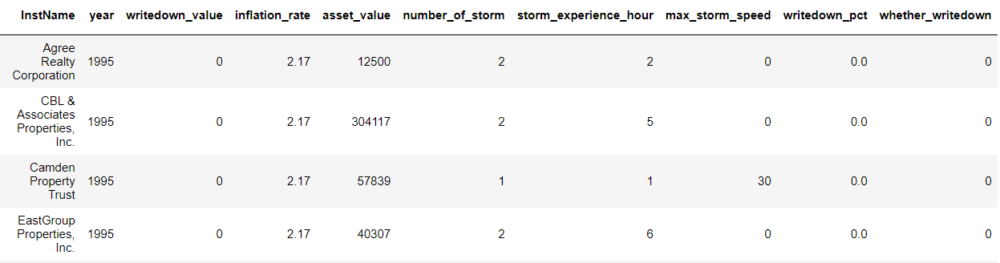 InstName year writedown_value inflation_rate asset_value number_of_storm storm_experience_hour max_storm_speed writedown_pct whether_writedown
Agree
Realty
Corporation 1995 0 2.17 12500 2 2 0 0.0 0
CBL &
Associates
Properties,
Inc. 1995 0 2.17 304117 2 5 0 0.0 0
Camden
Property
Trust 1995 0 2.17 57839 1 1 30 0.0 0
EastGroup
Properties,
Inc. 1995 0 2.17 40307 2 6 0 0.0 0